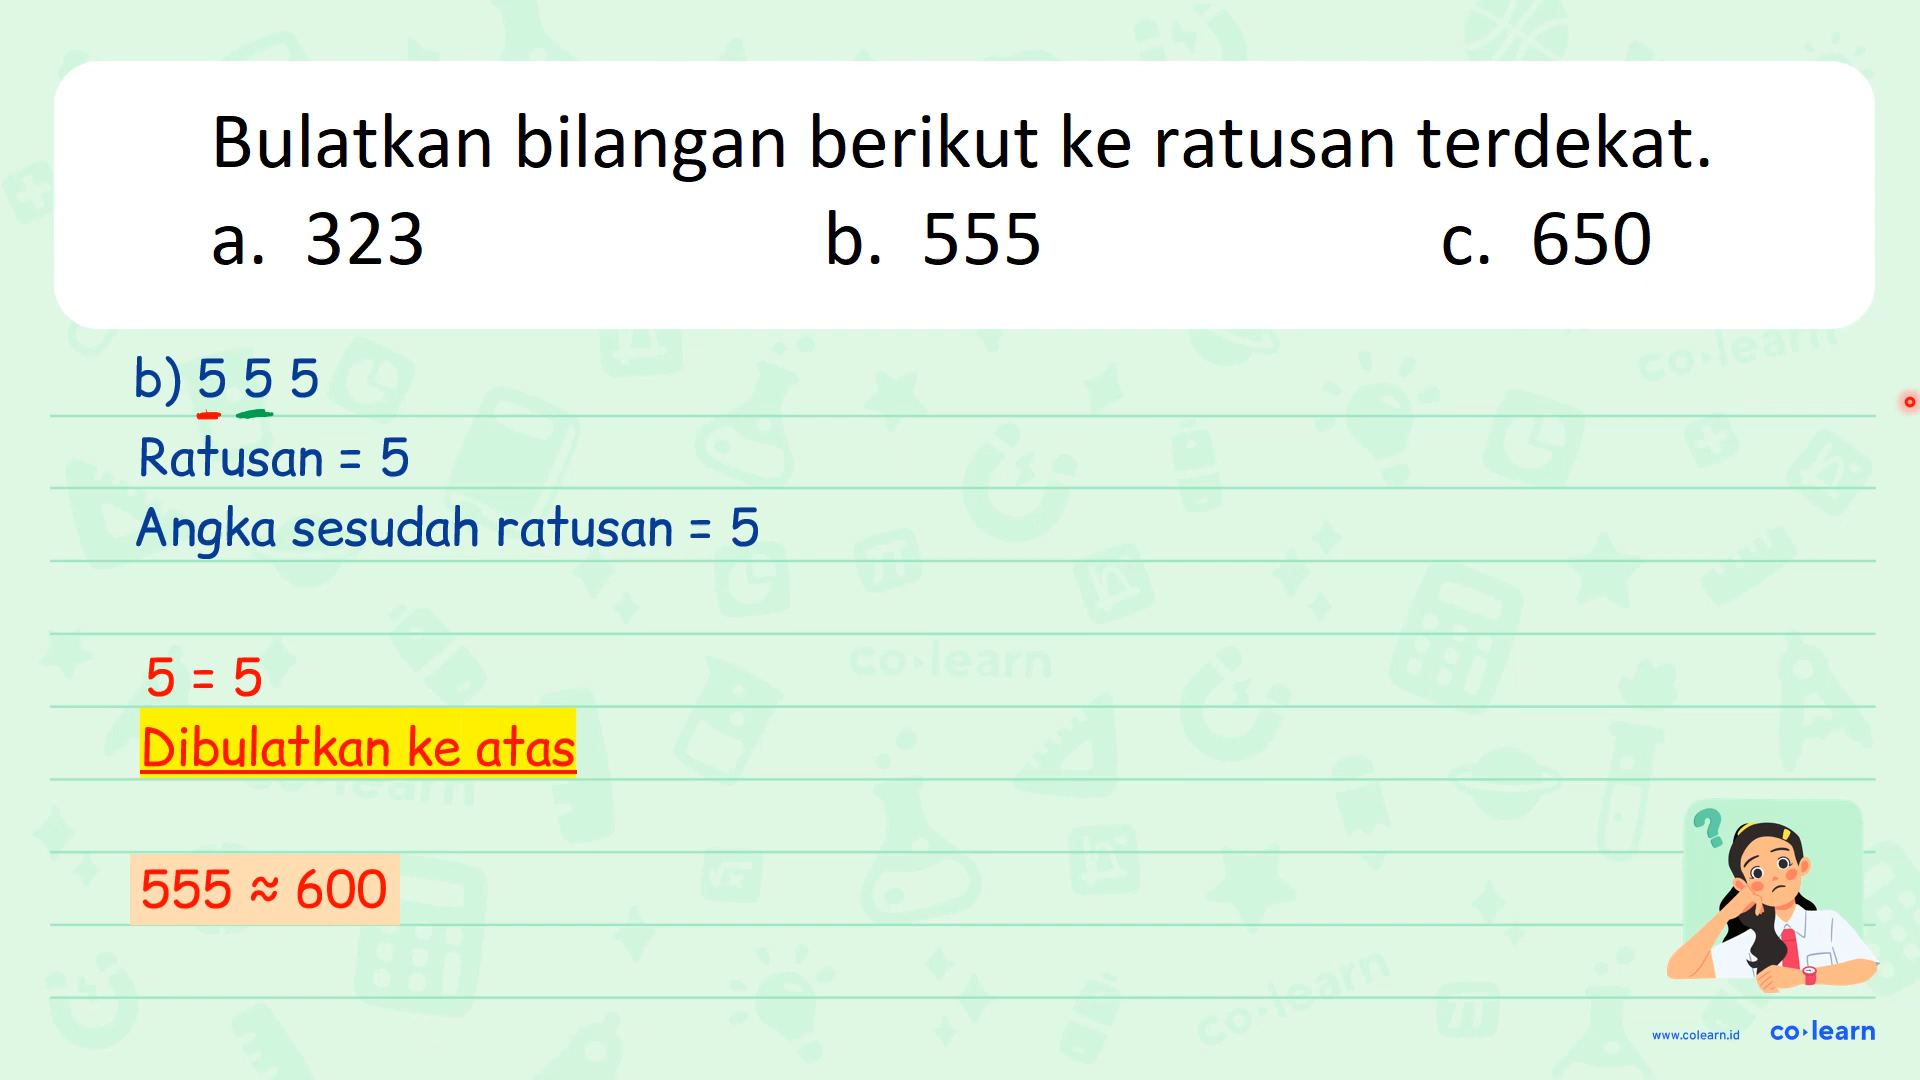 Bulatkan bilangan berikut ke ratusan terdekat.
a. 323 b. 555 c. 650
b) 5 5 5
Ratusan = 5
Angka sesudah ratusan = 5
5 = 5
Dibulatkan ke atas
555 ≈ 600
?
www.colearn.id co learn